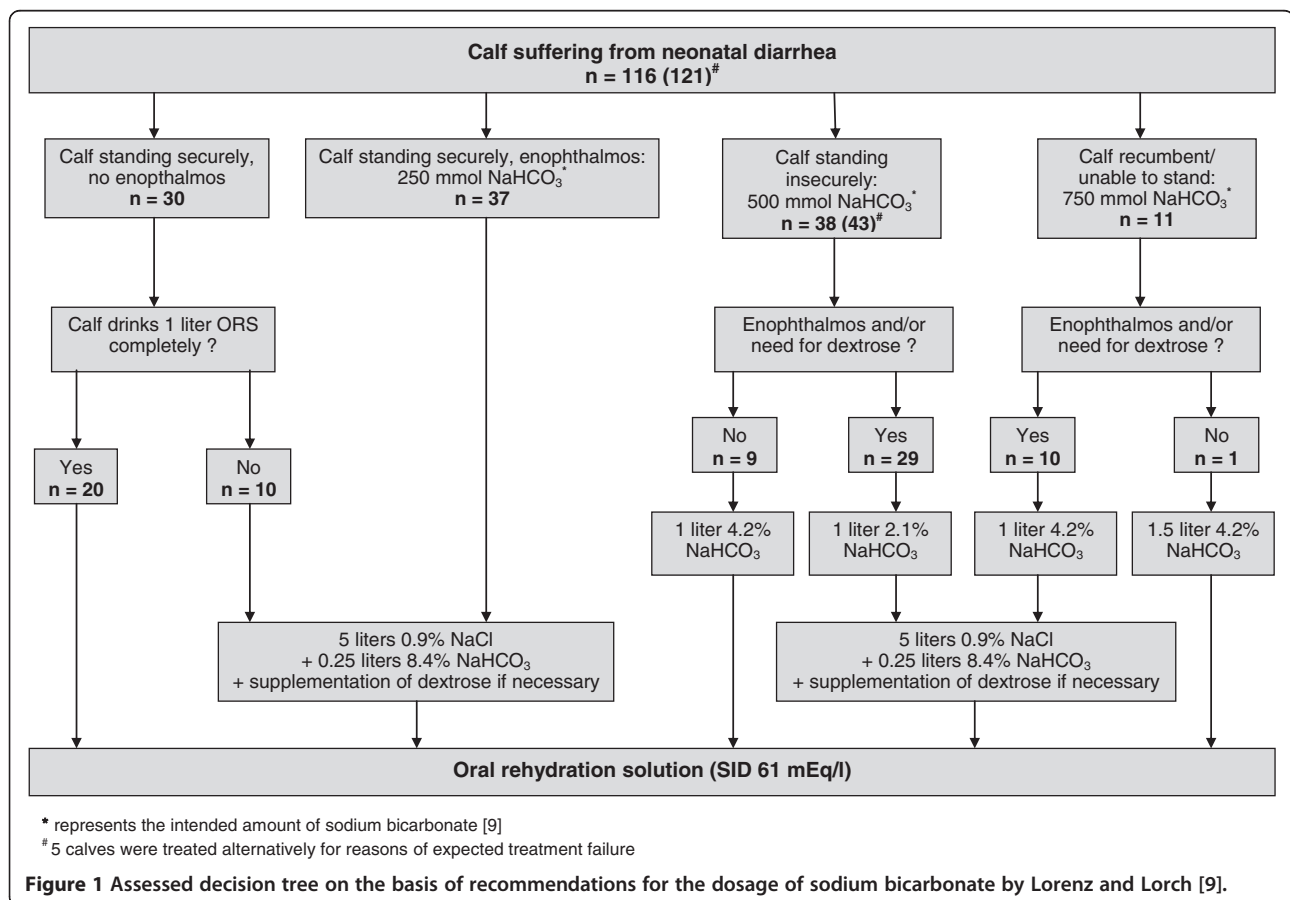 Calf suffering from neonatal diarrhea
n = 116 (121)#
Calf standing securely,
no enopthalmos
n = 30
Calf standing securely, enophthalmos:
250 mmol NaHCO3*
n = 37
Calf standing
insecurely:
500 mmol NaHCO3*
n = 38 (43)#
Calf recumbent/
unable to stand:
750 mmol NaHCO3*
n = 11
Calf drinks 1 liter ORS
completely ?
Enophthalmos and/or
need for dextrose ?
Enophthalmos and/or
need for dextrose ?
Yes
n = 20
No
n = 10
No
n = 9
Yes
n = 29
Yes
n = 10
No
n = 1
1 liter 4.2%
NaHCO3
1 liter 2.1%
NaHCO3
1 liter 4.2%
NaHCO3
1.5 liter 4.2%
NaHCO3
5 liters 0.9% NaCl
+ 0.25 liters 8.4% NaHCO3
+ supplementation of dextrose if necessary
5 liters 0.9% NaCl
+ 0.25 liters 8.4% NaHCO3
+ supplementation of dextrose if necessary
Oral rehydration solution (SID 61 mEq/l)
* represents the intended amount of sodium bicarbonate [9]
# 5 calves were treated alternatively for reasons of expected treatment failure
Figure 1 Assessed decision tree on the basis of recommendations for the dosage of sodium bicarbonate by Lorenz and Lorch [9].